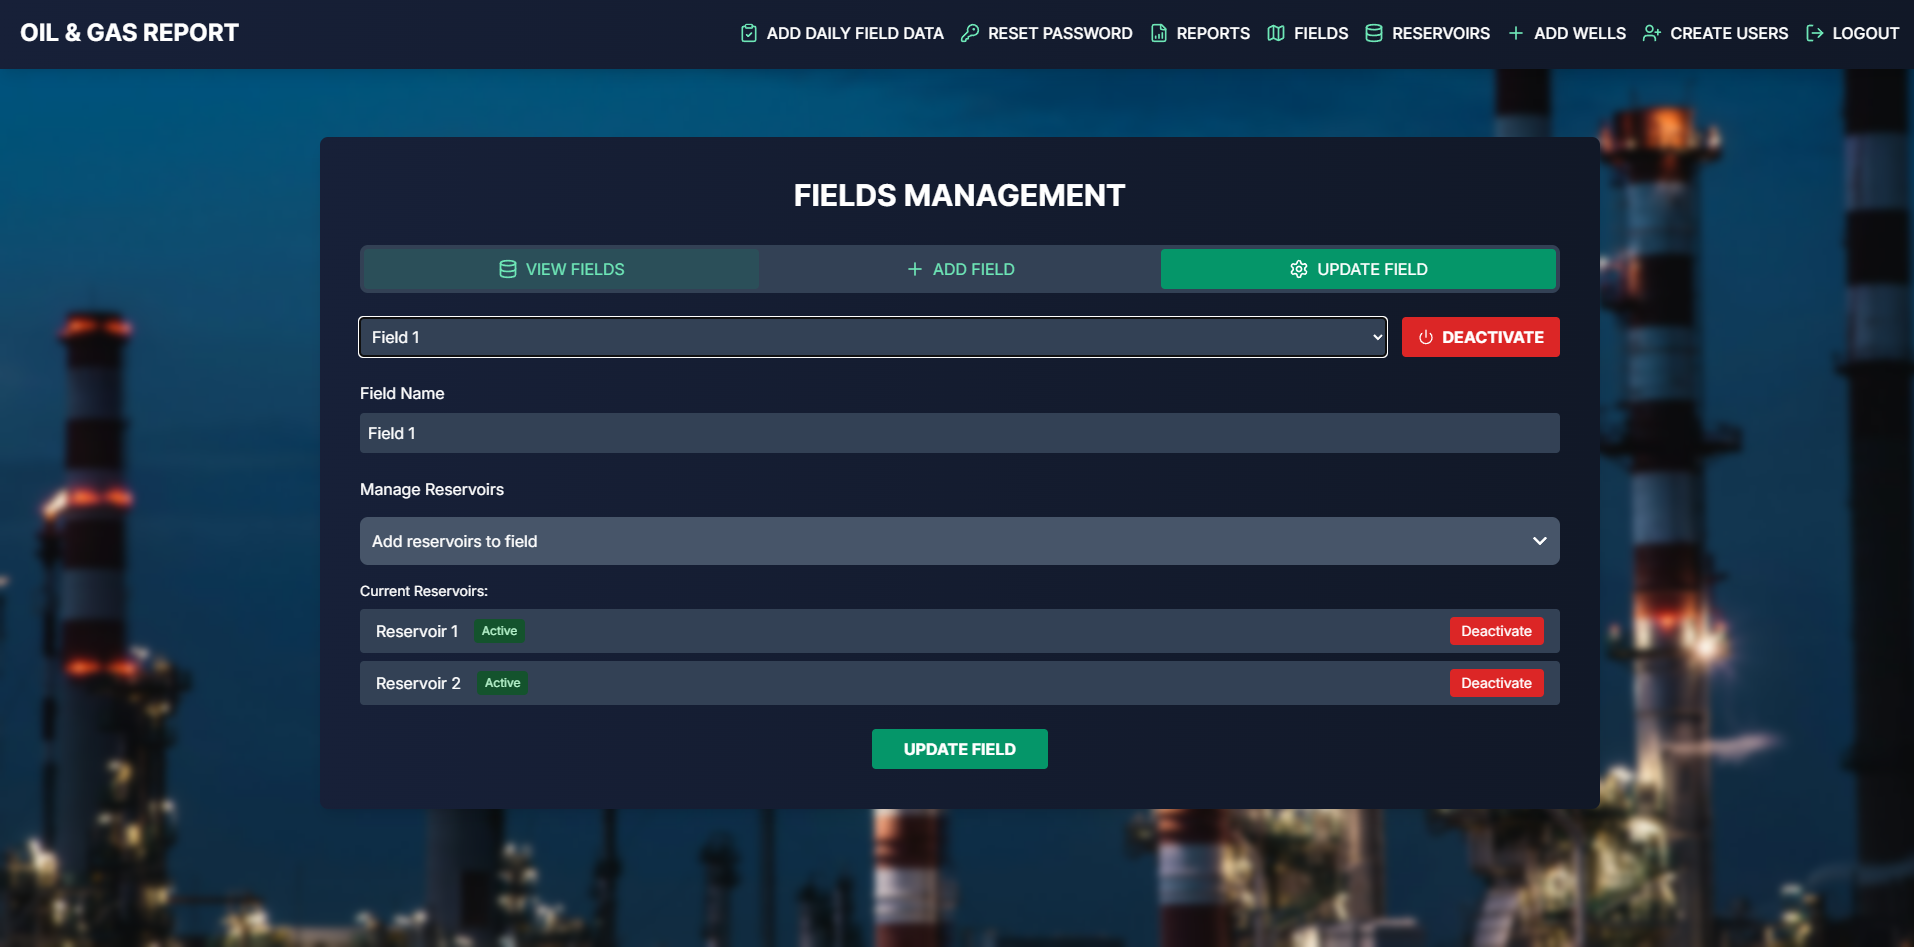 OIL & GAS REPORT
ADD DAILY FIELD DATA RESET PASSWORD REPORTS FIELDS RESERVOIRS ADD WELLS CREATE USERS LOGOUT
FIELDS MANAGEMENT
VIEW FIELDS ADD FIELD UPDATE FIELD
Field 1 DEACTIVATE
Field Name
Field 1
Manage Reservoirs
Add reservoirs to field
Current Reservoirs:
Reservoir 1 Active Deactivate
Reservoir 2 Active Deactivate
UPDATE FIELD